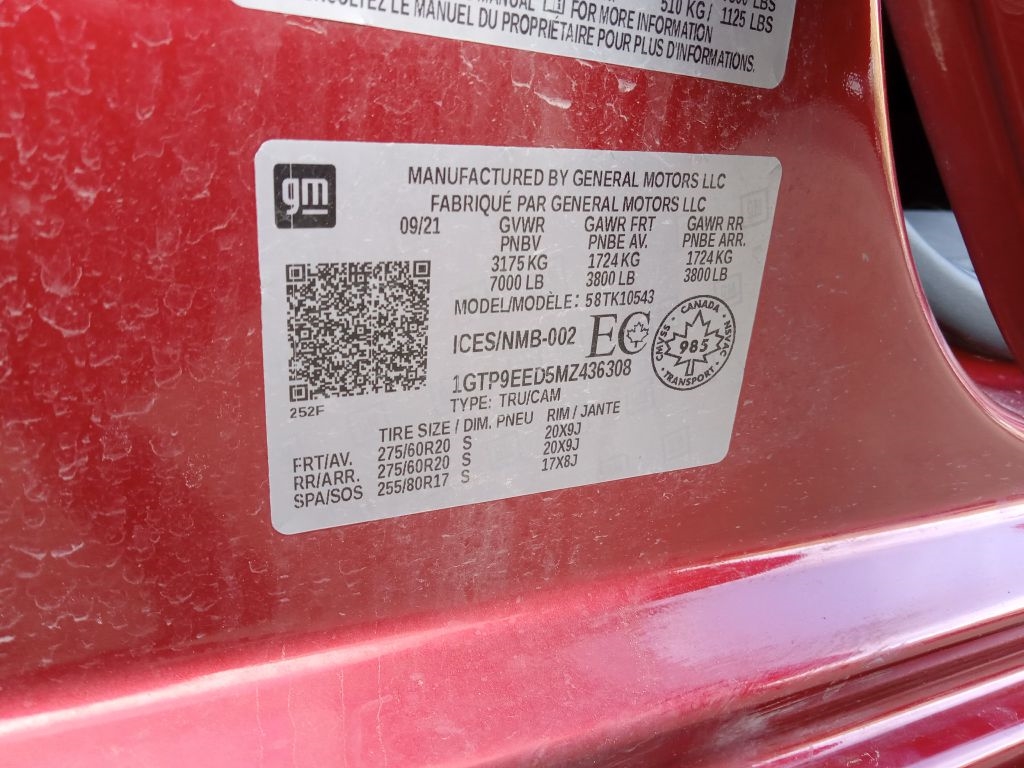 510 KG / 1125 LBS
MANUAL FOR MORE INFORMATION
LE MANUEL DU PROPRIÉTAIRE POUR PLUS D'INFORMATIONS.
gm
MANUFACTURED BY GENERAL MOTORS LLC
FABRIQUÉ PAR GENERAL MOTORS LLC
09/21 GVWR GAWR FRT GAWR RR
PNBV PNBE AV. PNBE ARR.
3175 KG 1724 KG 1724 KG
7000 LB 3800 LB 3800 LB
MODEL/MODÈLE: 58TK10543
ICES/NMB-002 EC
CANADA
CMVSS 985 NSVAC
TRANSPORT
1GTP9EED5MZ436308
TYPE: TRU/CAM
252F
TIRE SIZE / DIM. PNEU RIM / JANTE
FRT/AV. 275/60R20 S 20X9J
RR/ARR. 275/60R20 S 20X9J
SPA/SOS 255/80R17 S 17X8J